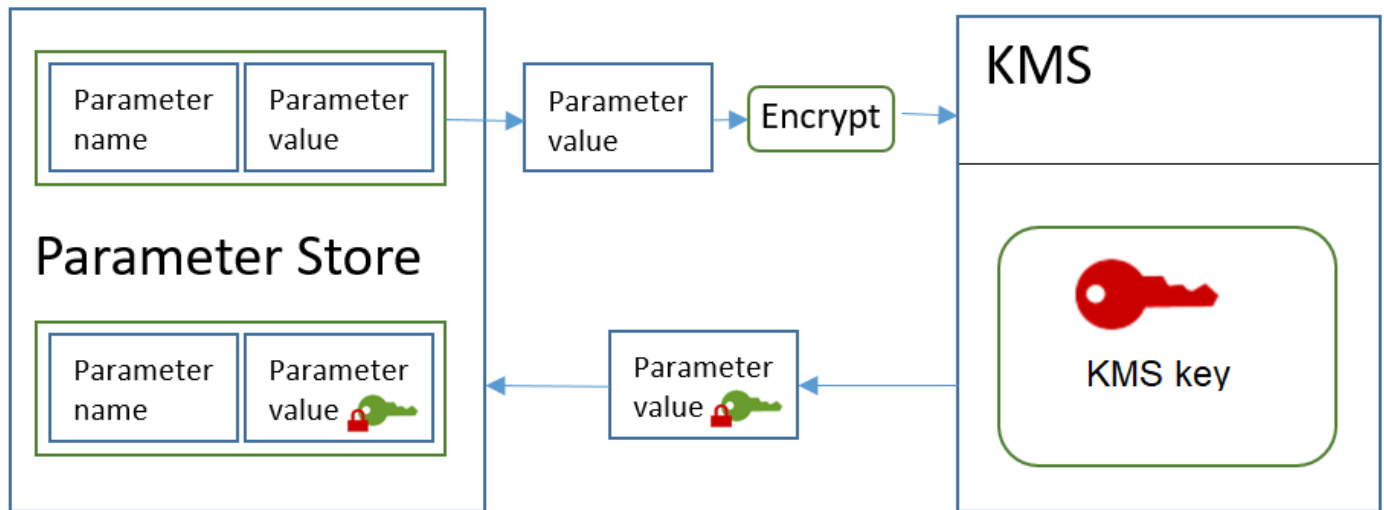 Parameter
name
Parameter
value
Parameter
value
Encrypt
KMS
Parameter Store
KMS key
Parameter
name
Parameter
value
Parameter
value